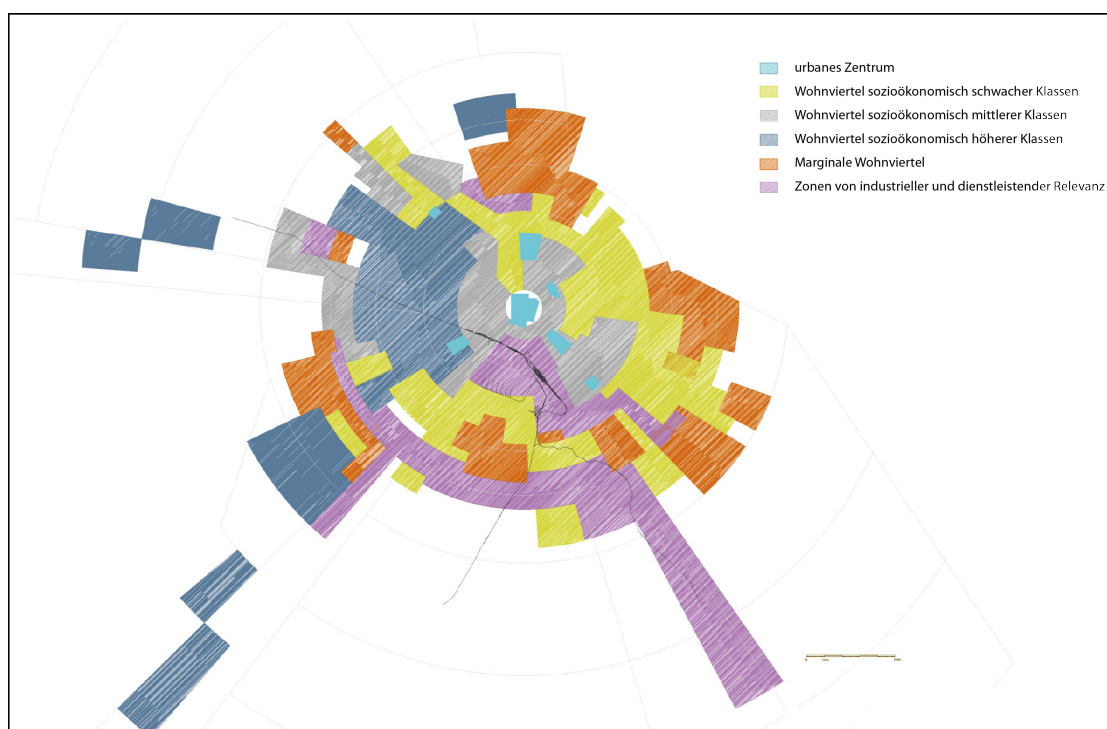 urbanes Zentrum
Wohnviertel sozioökonomisch schwacher Klassen
Wohnviertel sozioökonomisch mittlerer Klassen
Wohnviertel sozioökonomisch höherer Klassen
Marginale Wohnviertel
Zonen von industrieller und dienstleistender Relevanz
0